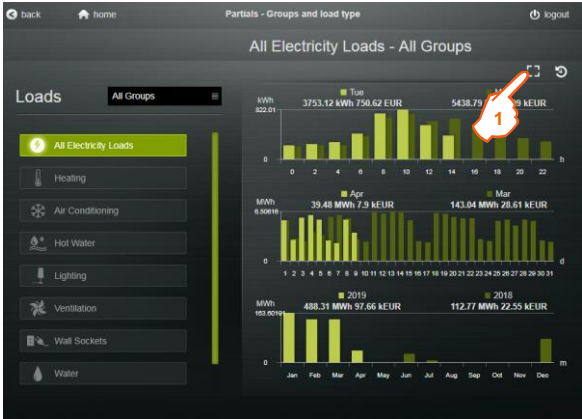 back home Partials - Groups and load type logout
All Electricity Loads - All Groups
Loads All Groups
All Electricity Loads
Heating
Air Conditioning
Hot Water
Lighting
Ventilation
Wall Sockets
Water
kWh Tue
3753.12 kWh 750.62 EUR 5438.79 kEUR
322.01
0
0 2 4 6 8 10 12 14 16 18 20 22 h
1
MWh Apr Mar
39.48 MWh 7.9 kEUR 143.04 MWh 28.61 kEUR
6.50616
0
1 2 3 4 5 6 7 8 9 10 11 12 13 14 15 16 17 18 19 20 21 22 23 24 25 26 27 28 29 30 31 d
MWh 2019 2018
488.31 MWh 97.66 kEUR 112.77 MWh 22.55 kEUR
163.60191
0
Jan Feb Mar Apr May Jun Jul Aug Sep Oct Nov Dec m